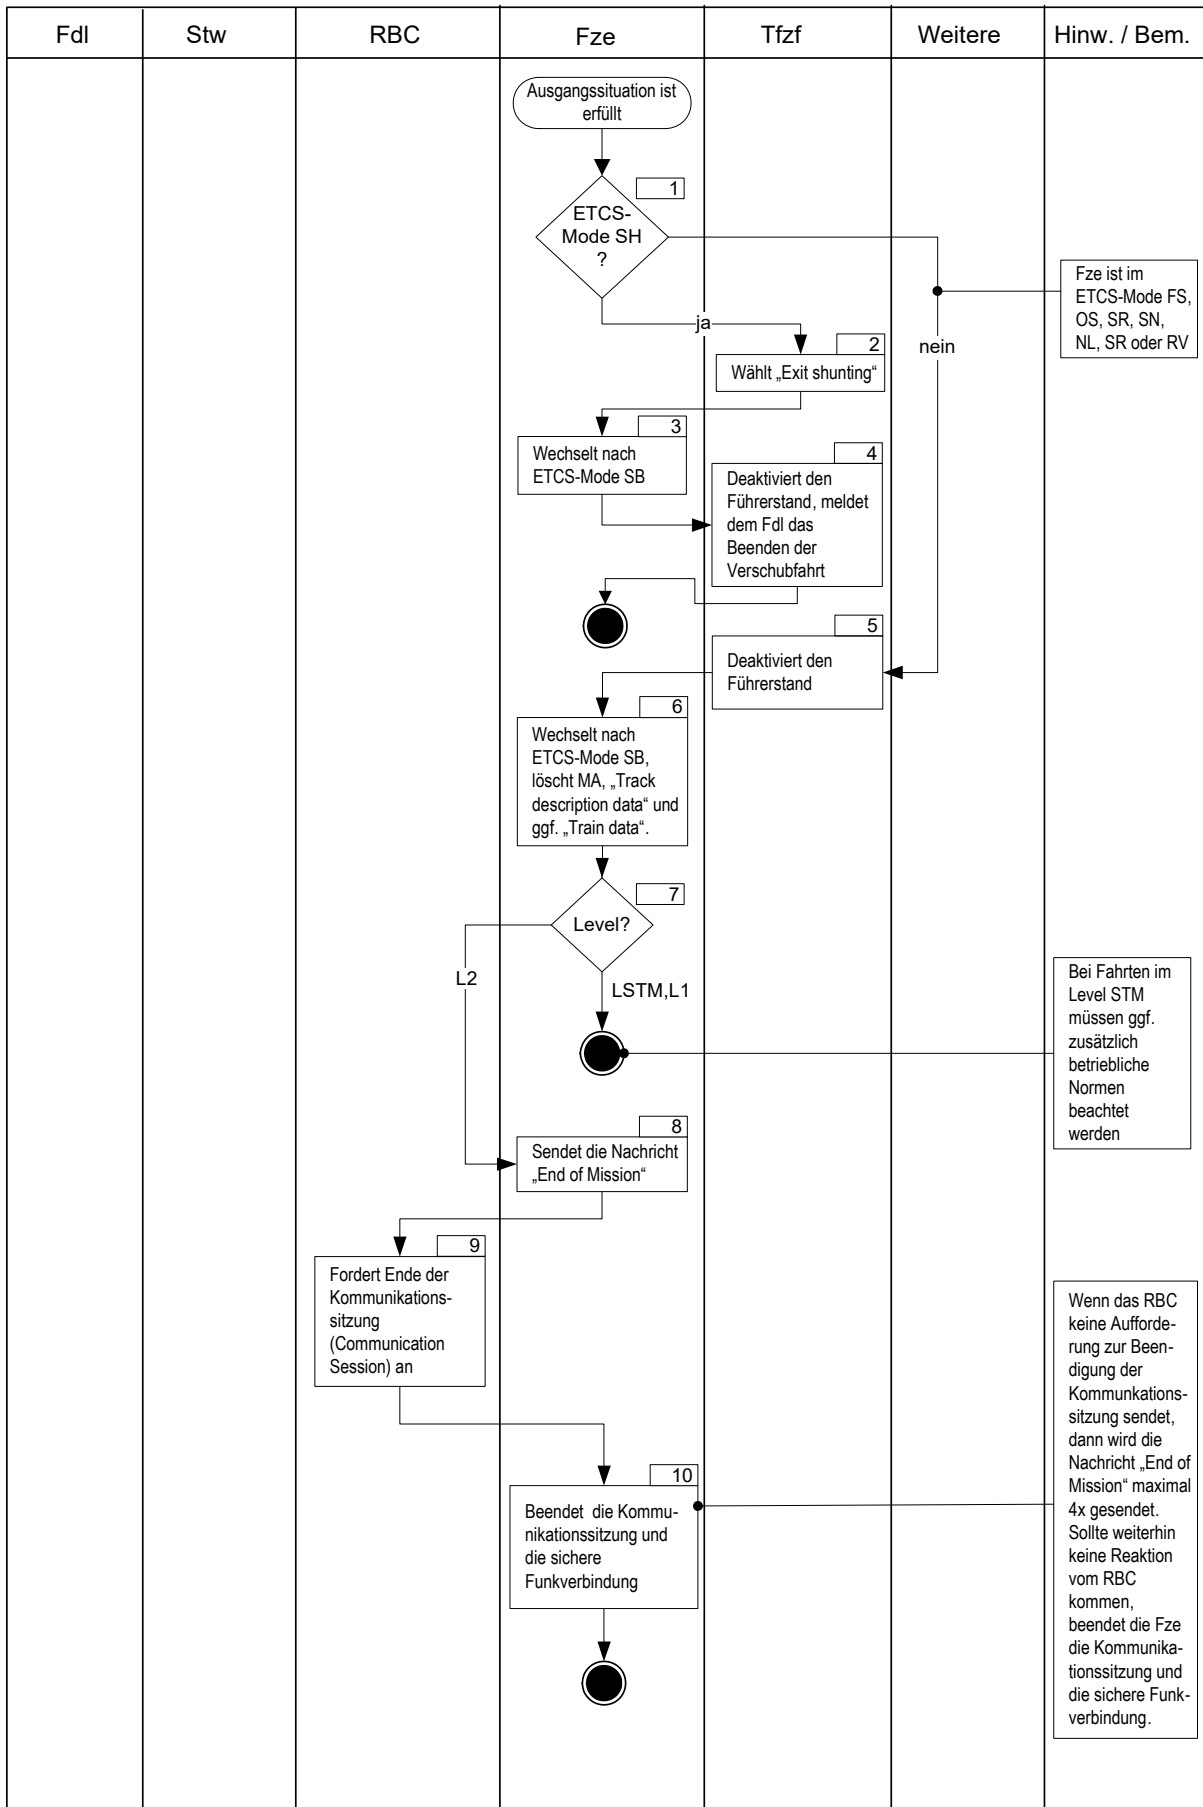 Fdl
Stw
RBC
Fze
Tfzf
Weitere
Hinw. / Bem.
Ausgangssituation ist
erfüllt
1
ETCS-
Mode SH
?
Fze ist im
ETCS-Mode FS,
OS, SR, SN,
NL, SR oder RV
ja
nein
2
Wählt „Exit shunting“
3
Wechselt nach
ETCS-Mode SB
4
Deaktiviert den
Führerstand, meldet
dem Fdl das
Beenden der
Verschubfahrt
5
Deaktiviert den
Führerstand
6
Wechselt nach
ETCS-Mode SB,
löscht MA, „Track
description data“ und
ggf. „Train data“.
7
Level?
L2
LSTM,L1
Bei Fahrten im
Level STM
müssen ggf.
zusätzlich
betriebliche
Normen
beachtet
werden
8
Sendet die Nachricht
„End of Mission“
9
Fordert Ende der
Kommunikations-
sitzung
(Communication
Session) an
10
Beendet die Kommu-
nikationssitzung und
die sichere
Funkverbindung
Wenn das RBC
keine Aufforde-
rung zur Been-
digung der
Kommunkations-
sitzung sendet,
dann wird die
Nachricht „End of
Mission“ maximal
4x gesendet.
Sollte weiterhin
keine Reaktion
vom RBC
kommen,
beendet die Fze
die Kommunika-
tionssitzung und
die sichere Funk-
verbindung.